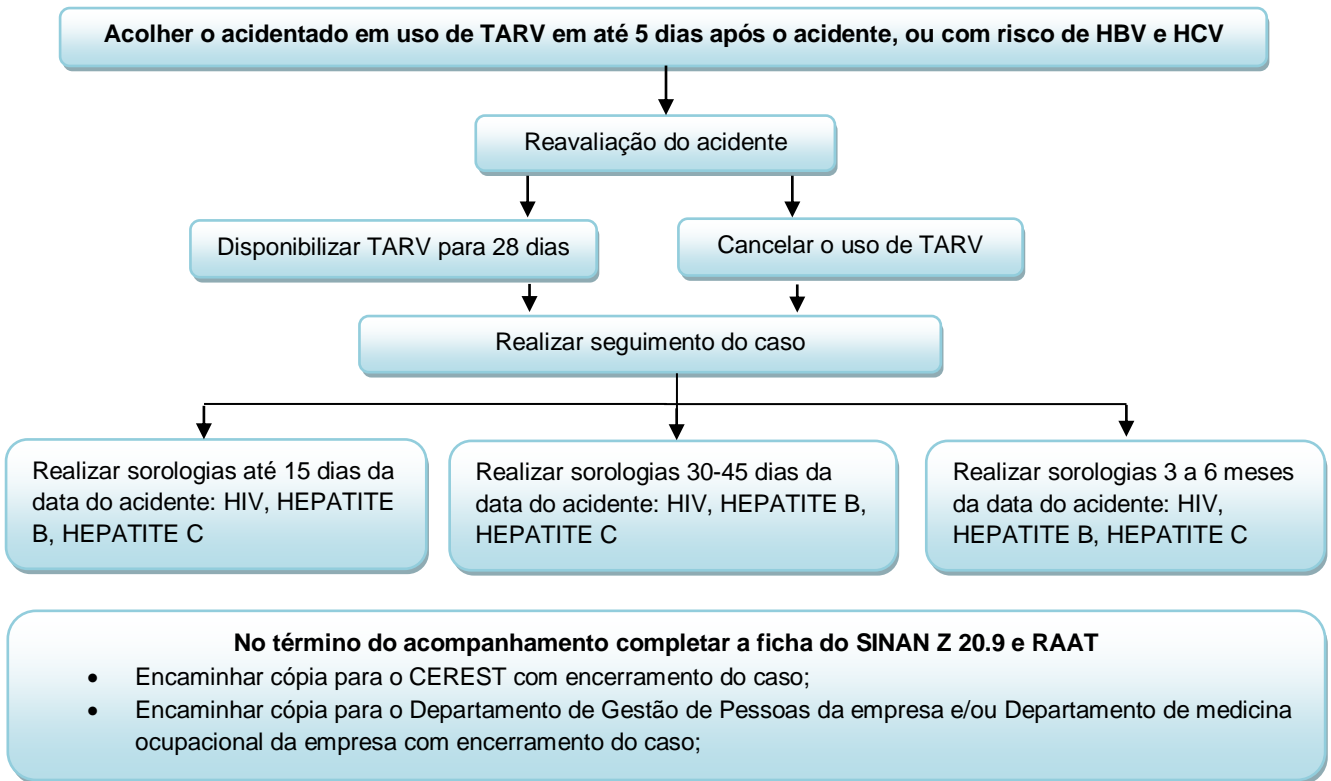 Acolher o acidentado em uso de TARV em até 5 dias após o acidente, ou com risco de HBV e HCV
Reavaliação do acidente
Disponibilizar TARV para 28 dias
Cancelar o uso de TARV
Realizar seguimento do caso
Realizar sorologias até 15 dias da
data do acidente: HIV, HEPATITE
B, HEPATITE C
Realizar sorologias 30-45 dias da
data do acidente: HIV, HEPATITE B,
HEPATITE C
Realizar sorologias 3 a 6 meses
da data do acidente: HIV,
HEPATITE B, HEPATITE C
No término do acompanhamento completar a ficha do SINAN Z 20.9 e RAAT
• Encaminhar cópia para o CEREST com encerramento do caso;
• Encaminhar cópia para o Departamento de Gestão de Pessoas da empresa e/ou Departamento de medicina
ocupacional da empresa com encerramento do caso;